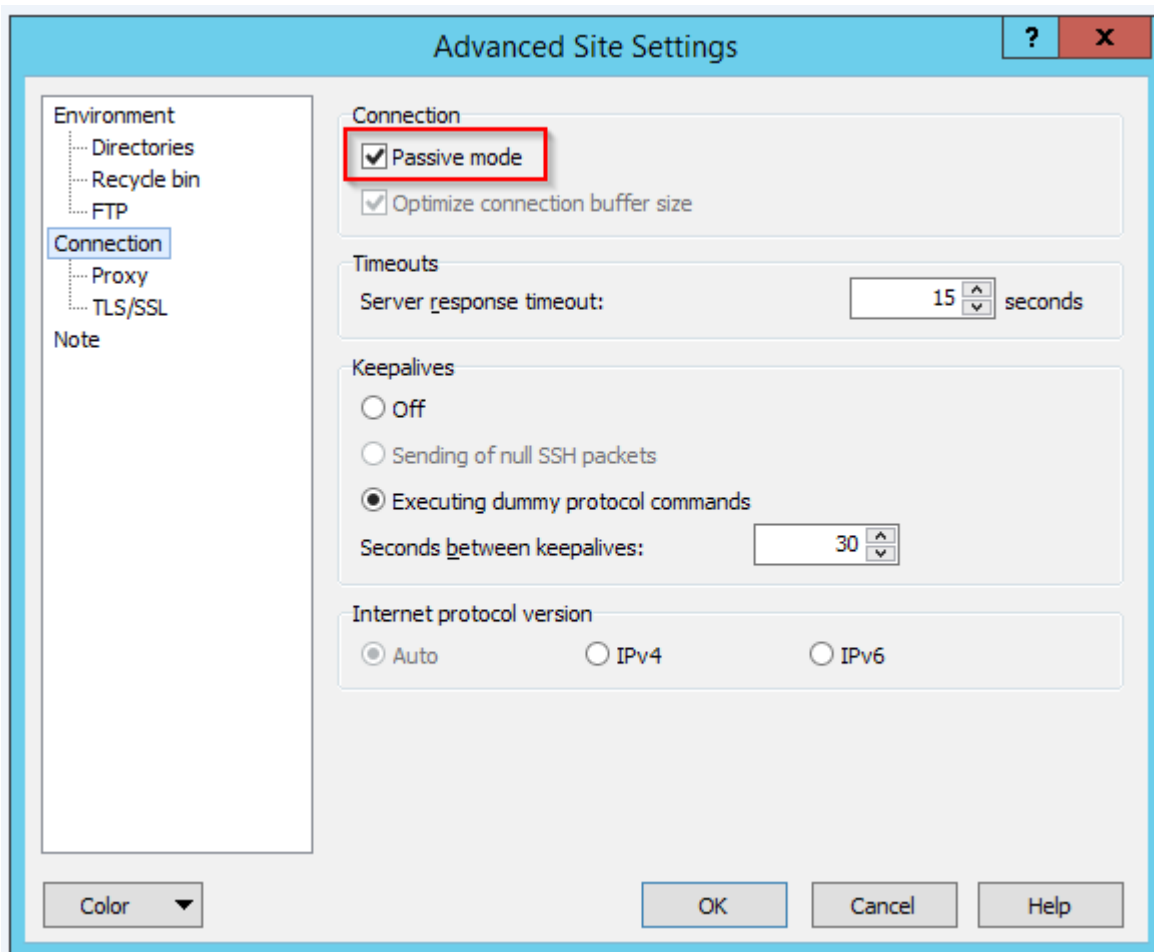 Advanced Site Settings
? x
Environment
Directories
Recycle bin
FTP
Connection
Proxy
TLS/SSL
Note
Connection
Passive mode
Optimize connection buffer size
Timeouts
Server response timeout: 15 seconds
Keepalives
Off
Sending of null SSH packets
Executing dummy protocol commands
Seconds between keepalives: 30
Internet protocol version
Auto IPv4 IPv6
Color OK Cancel Help